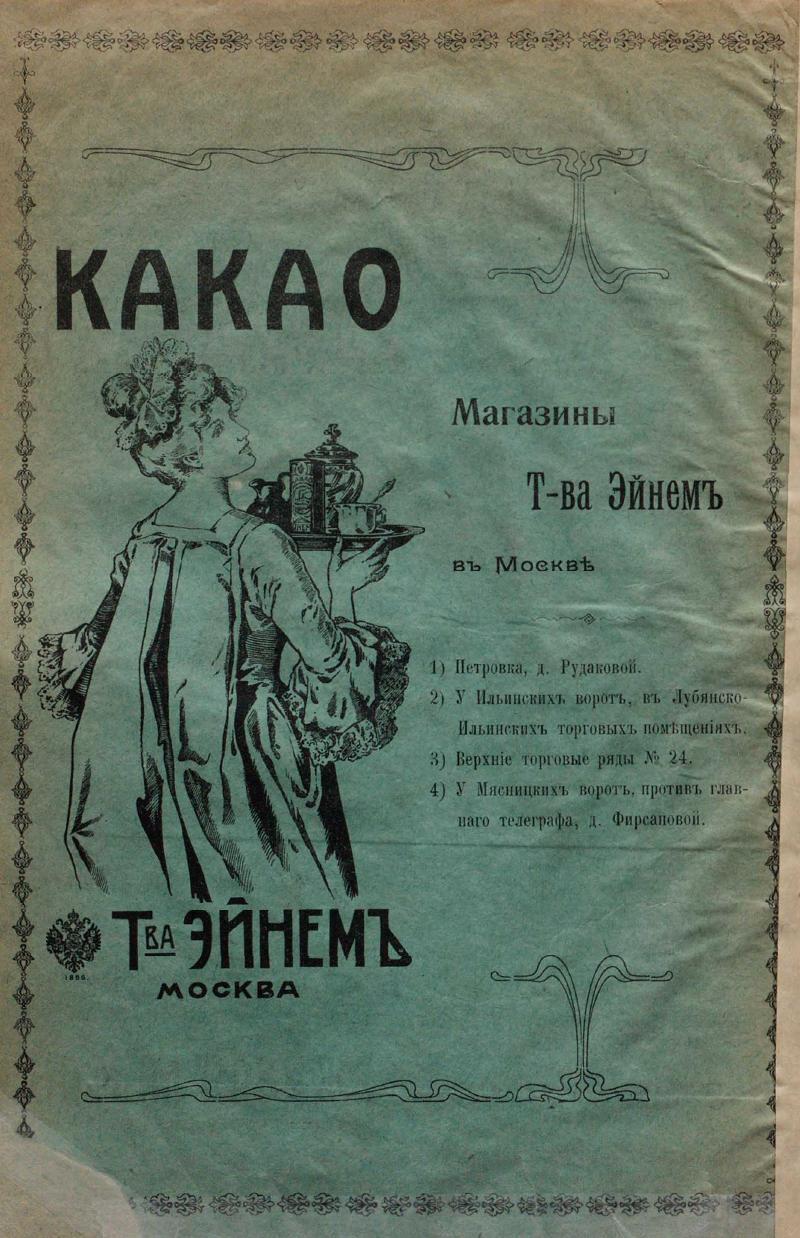 КАКАО
Магазины
Т-ва Эйнемъ
въ Москвѣ
1) Петровка, д. Рудаковой.
2) У Ильинскихъ воротъ, въ Лубянско-
Ильинскихъ торговыхъ помѣщеніяхъ.
3) Верхніе торговые ряды № 24.
4) У Мясницкихъ воротъ, противъ глав-
наго телеграфа, д. Фирсановой.
Тва ЭЙНЕМЪ
1896.
МОСКВА